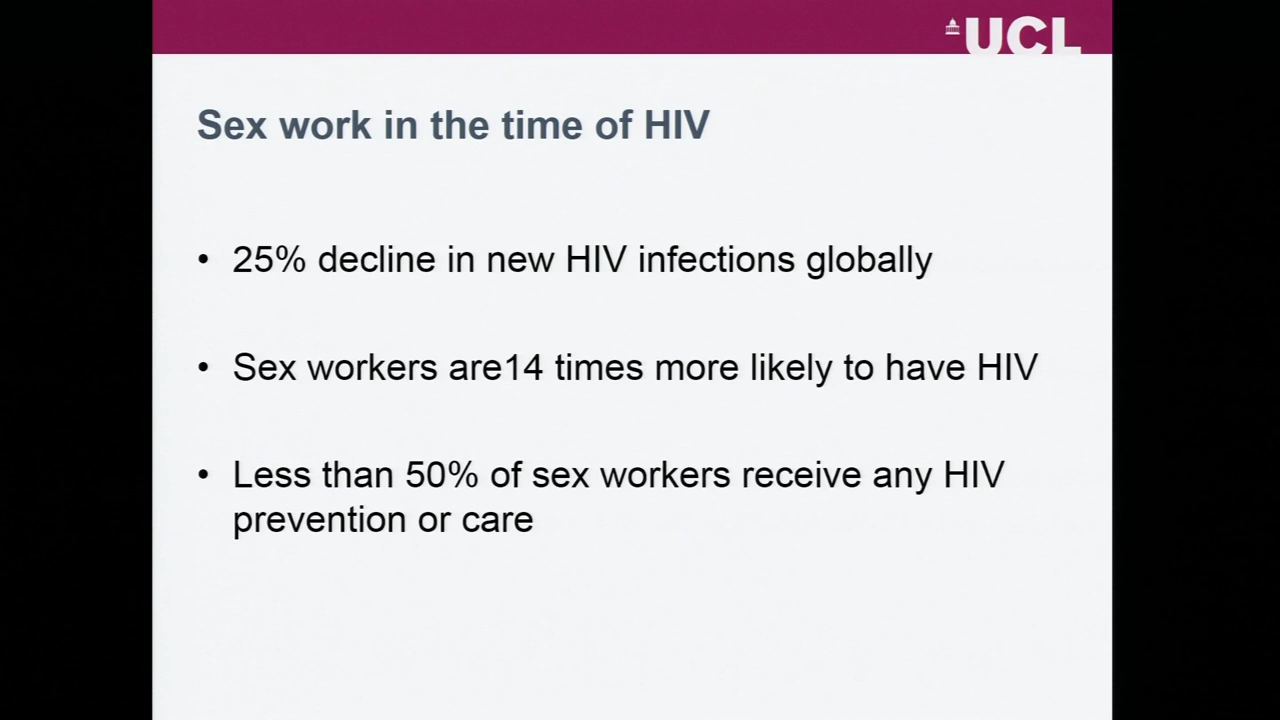 UCL
Sex work in the time of HIV
• 25% decline in new HIV infections globally
• Sex workers are14 times more likely to have HIV
• Less than 50% of sex workers receive any HIV
prevention or care